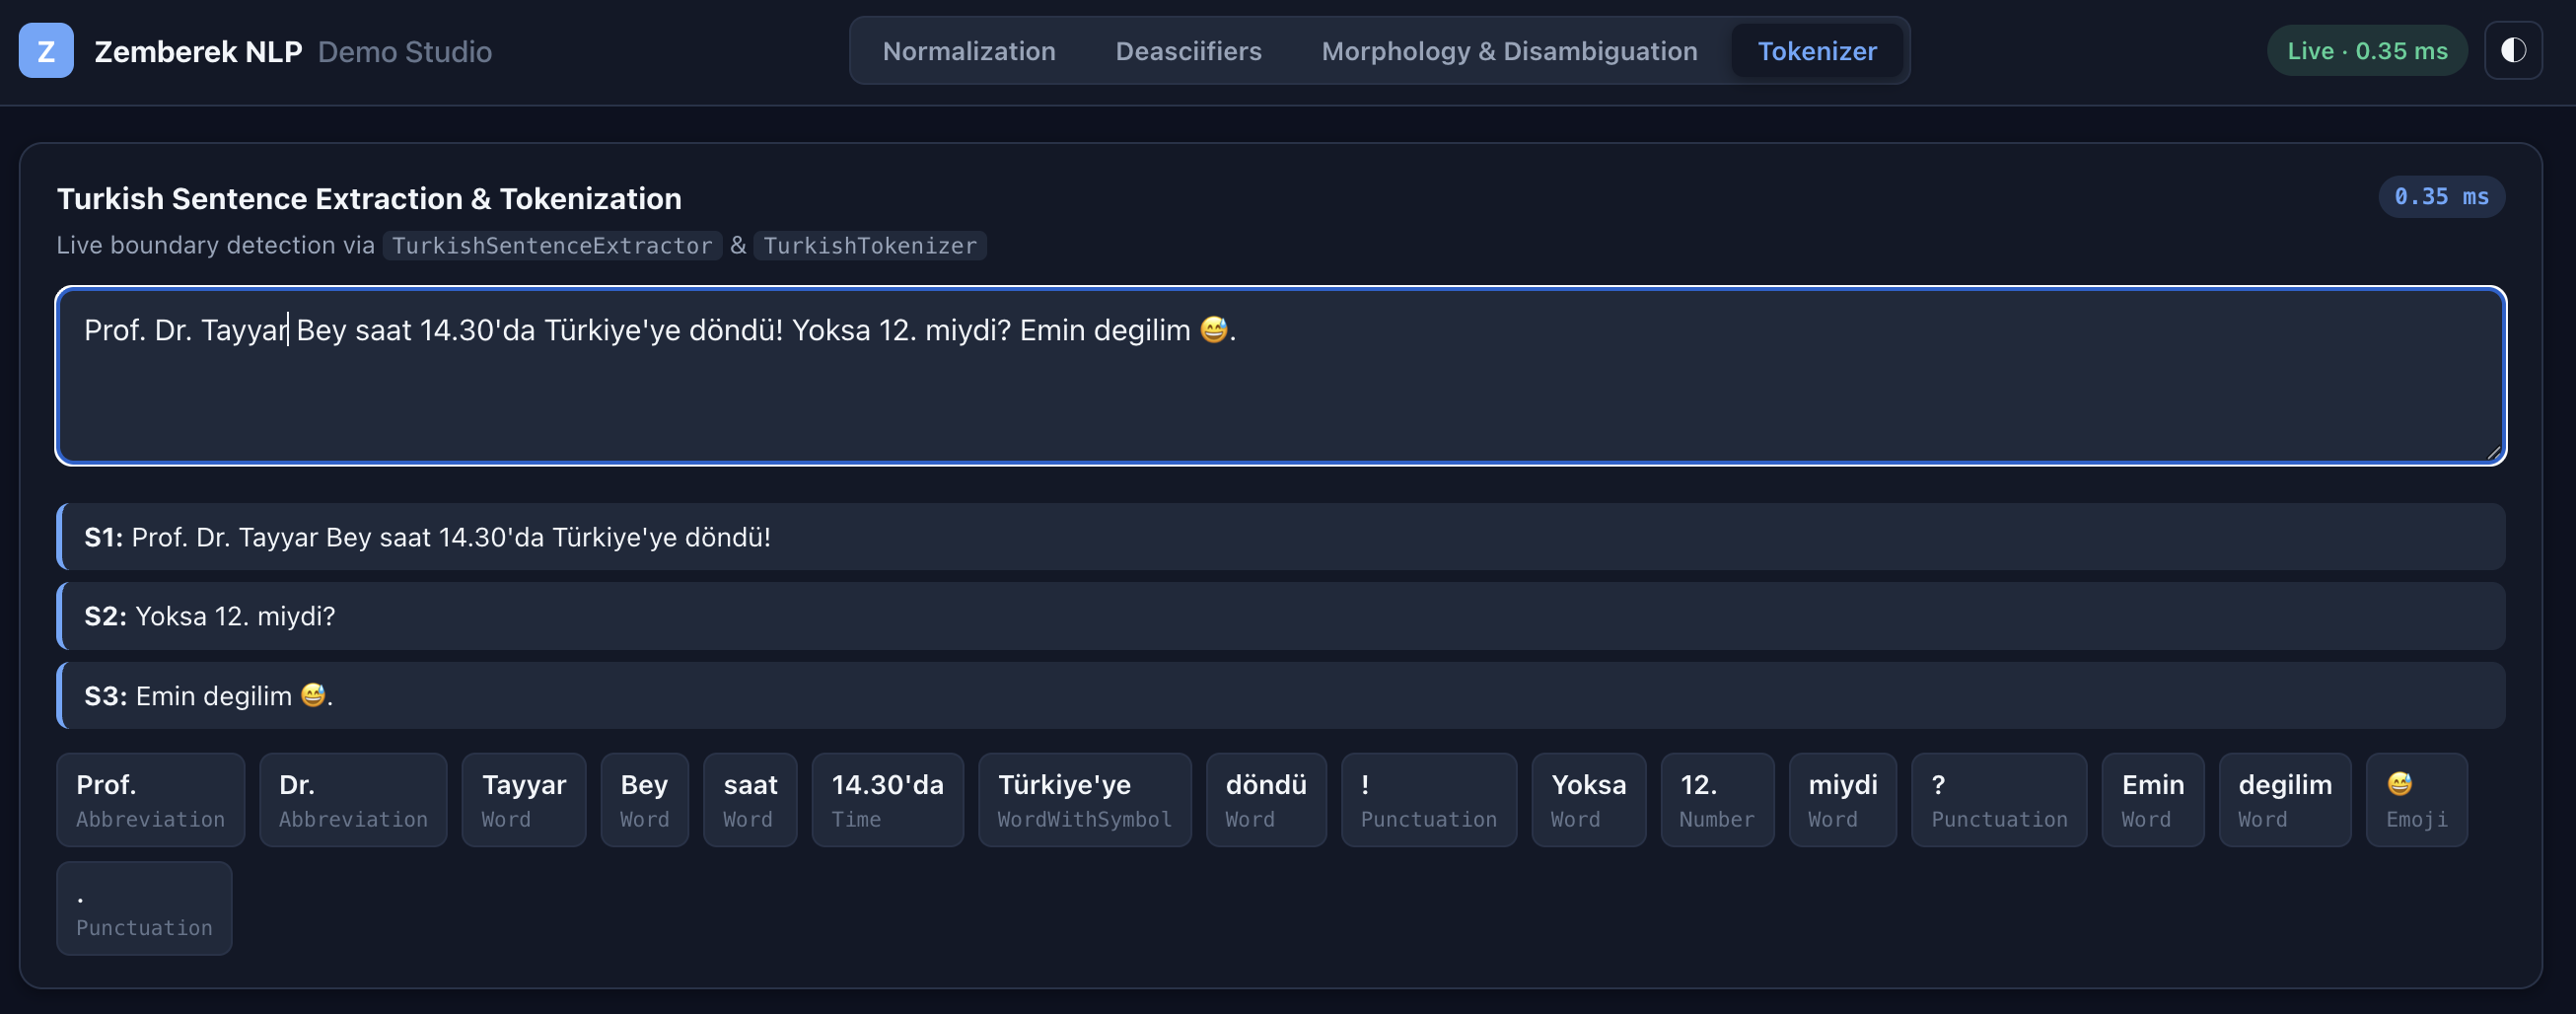 Z Zemberek NLP Demo Studio Normalization Deasciifiers Morphology & Disambiguation Tokenizer Live · 0.35 ms
Turkish Sentence Extraction & Tokenization 0.35 ms
Live boundary detection via TurkishSentenceExtractor & TurkishTokenizer
Prof. Dr. Tayyar Bey saat 14.30'da Türkiye'ye döndü! Yoksa 12. miydi? Emin degilim 😅.
S1: Prof. Dr. Tayyar Bey saat 14.30'da Türkiye'ye döndü!
S2: Yoksa 12. miydi?
S3: Emin degilim 😅.
Prof. Dr. Tayyar Bey saat 14.30'da Türkiye'ye döndü ! Yoksa 12. miydi ? Emin degilim 😅
Abbreviation Abbreviation Word Word Word Time WordWithSymbol Word Punctuation Word Number Word Punctuation Word Word Emoji
.
Punctuation